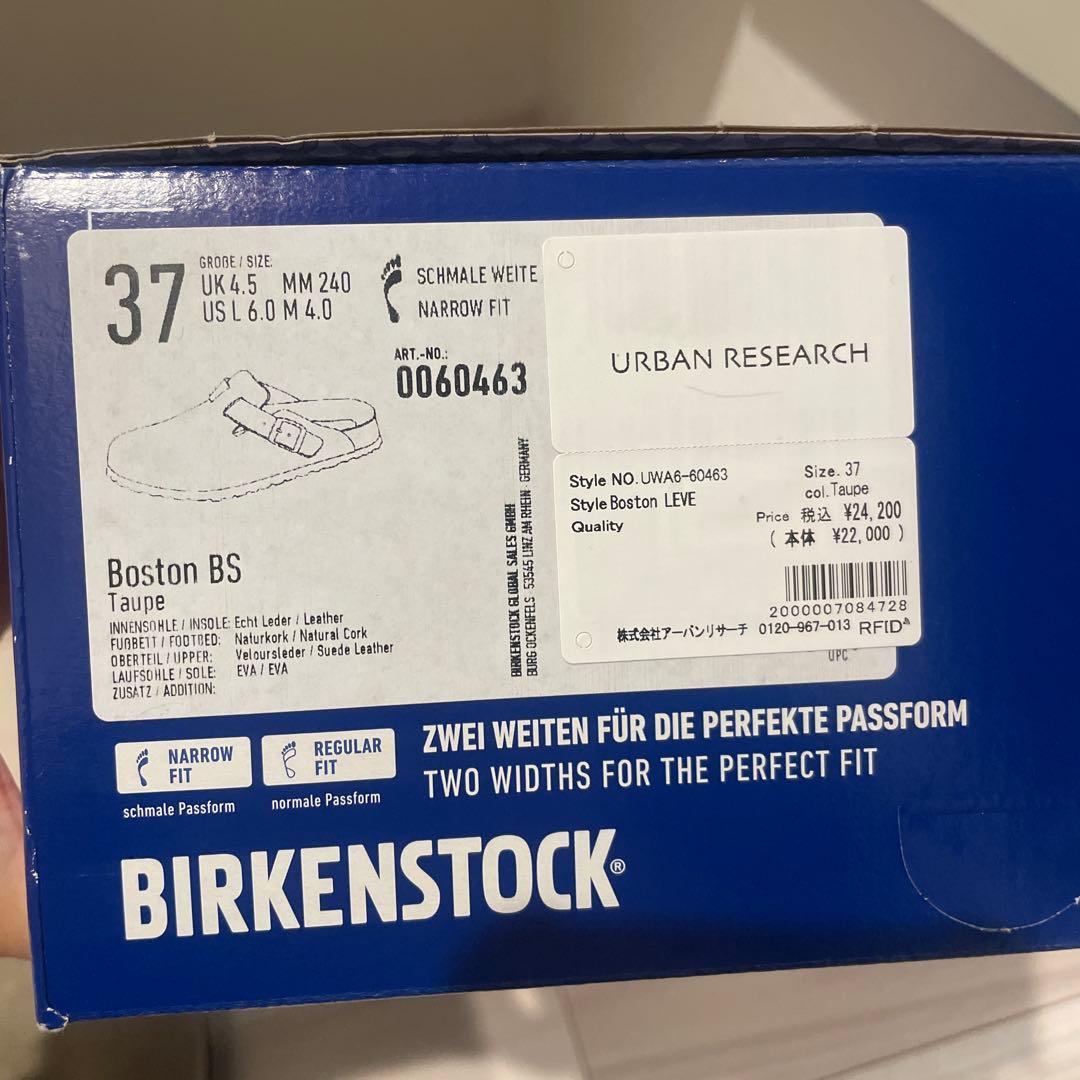 37
GRÖßE / SIZE:
UK 4.5 MM 240
US L 6.0 M 4.0
SCHMALE WEITE
NARROW FIT
ART.-NO.:
0060463
Boston BS
Taupe
INNENSOHLE / INSOLE: Echt Leder / Leather
FUßBETT / FOOTBED: Naturkork / Natural Cork
OBERTEIL / UPPER: Veloursleder / Suede Leather
LAUFSOHLE / SOLE: EVA / EVA
ZUSATZ / ADDITION:
BIRKENSTOCK GLOBAL SALES GMBH
BURG OCKENFELS · 53545 LINZ AM RHEIN · GERMANY
URBAN RESEARCH
Style NO. UWA6-60463
Style Boston LEVE
Quality
Size. 37
col. Taupe
Price 税込 ¥24,200
( 本体 ¥22,000 )
2000007084728
株式会社アーバンリサーチ 0120-967-013 RFID
UPC
NARROW FIT
schmale Passform
REGULAR FIT
normale Passform
ZWEI WEITEN FÜR DIE PERFEKTE PASSFORM
TWO WIDTHS FOR THE PERFECT FIT
BIRKENSTOCK®